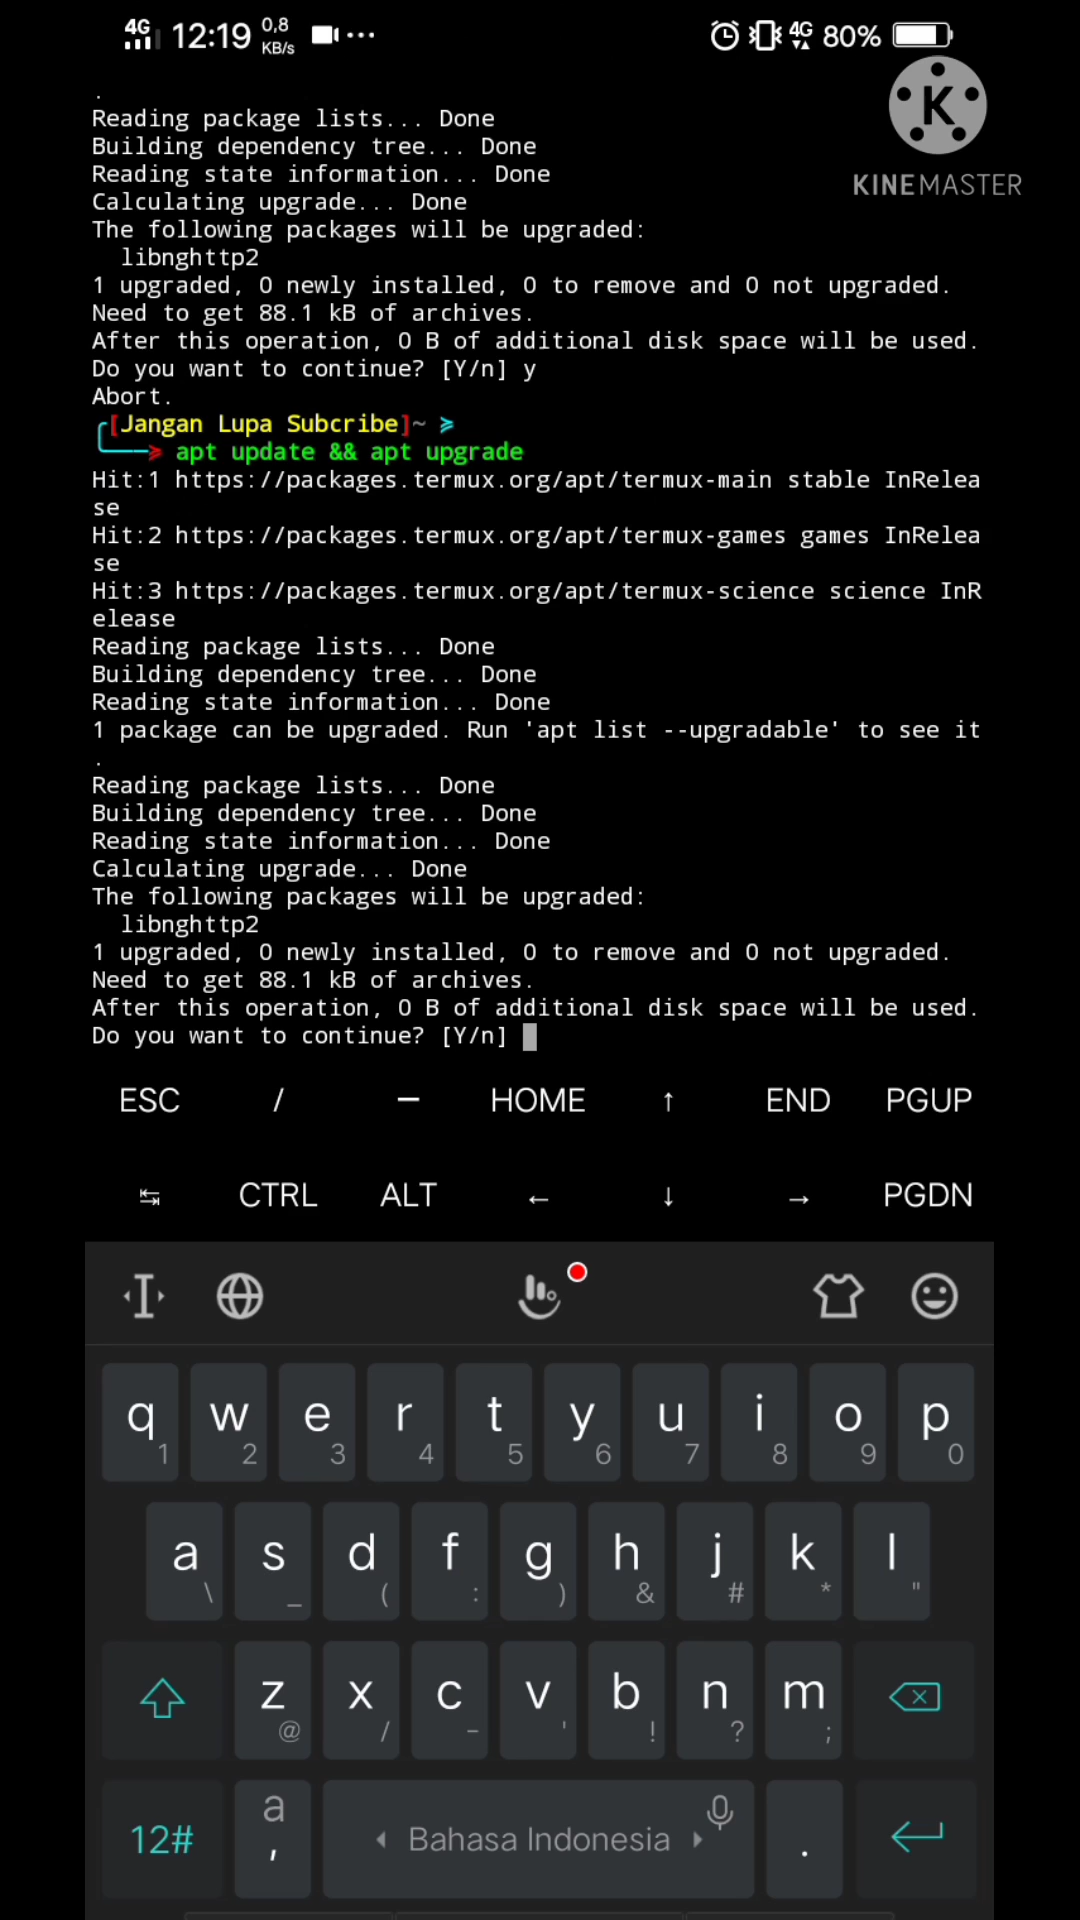 4G 12:19 0,8 KB/s ... 4G 80%
K
KINEMASTER
.
Reading package lists... Done
Building dependency tree... Done
Reading state information... Done
Calculating upgrade... Done
The following packages will be upgraded:
libnghttp2
1 upgraded, 0 newly installed, 0 to remove and 0 not upgraded.
Need to get 88.1 kB of archives.
After this operation, 0 B of additional disk space will be used.
Do you want to continue? [Y/n] y
Abort.
[Jangan Lupa Subcribe]~ >
> apt update && apt upgrade
Hit:1 https://packages.termux.org/apt/termux-main stable InRelea
se
Hit:2 https://packages.termux.org/apt/termux-games games InRelea
se
Hit:3 https://packages.termux.org/apt/termux-science science InR
elease
Reading package lists... Done
Building dependency tree... Done
Reading state information... Done
1 package can be upgraded. Run 'apt list --upgradable' to see it
.
Reading package lists... Done
Building dependency tree... Done
Reading state information... Done
Calculating upgrade... Done
The following packages will be upgraded:
libnghttp2
1 upgraded, 0 newly installed, 0 to remove and 0 not upgraded.
Need to get 88.1 kB of archives.
After this operation, 0 B of additional disk space will be used.
Do you want to continue? [Y/n]
ESC / — HOME ↑ END PGUP
↹ CTRL ALT ← ↓ → PGDN
q w e r t y u i o p
1 2 3 4 5 6 7 8 9 0
a s d f g h j k l
\ _ ( : ) & # * "
z x c v b n m
@ / - ' ! ? ;
12# a , Bahasa Indonesia .